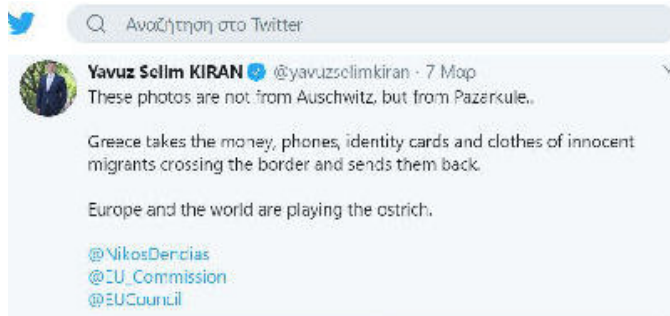 Αναζήτηση στο Twitter
Yavuz Selim KIRAN @yavuzselimkiran · 7 Μαρ
These photos are not from Auschwitz, but from Pazarkule..
Greece takes the money, phones, identity cards and clothes of innocent
migrants crossing the border and sends them back.
Europe and the world are playing the ostrich.
@NikosDendias
@EU_Commission
@EUCouncil